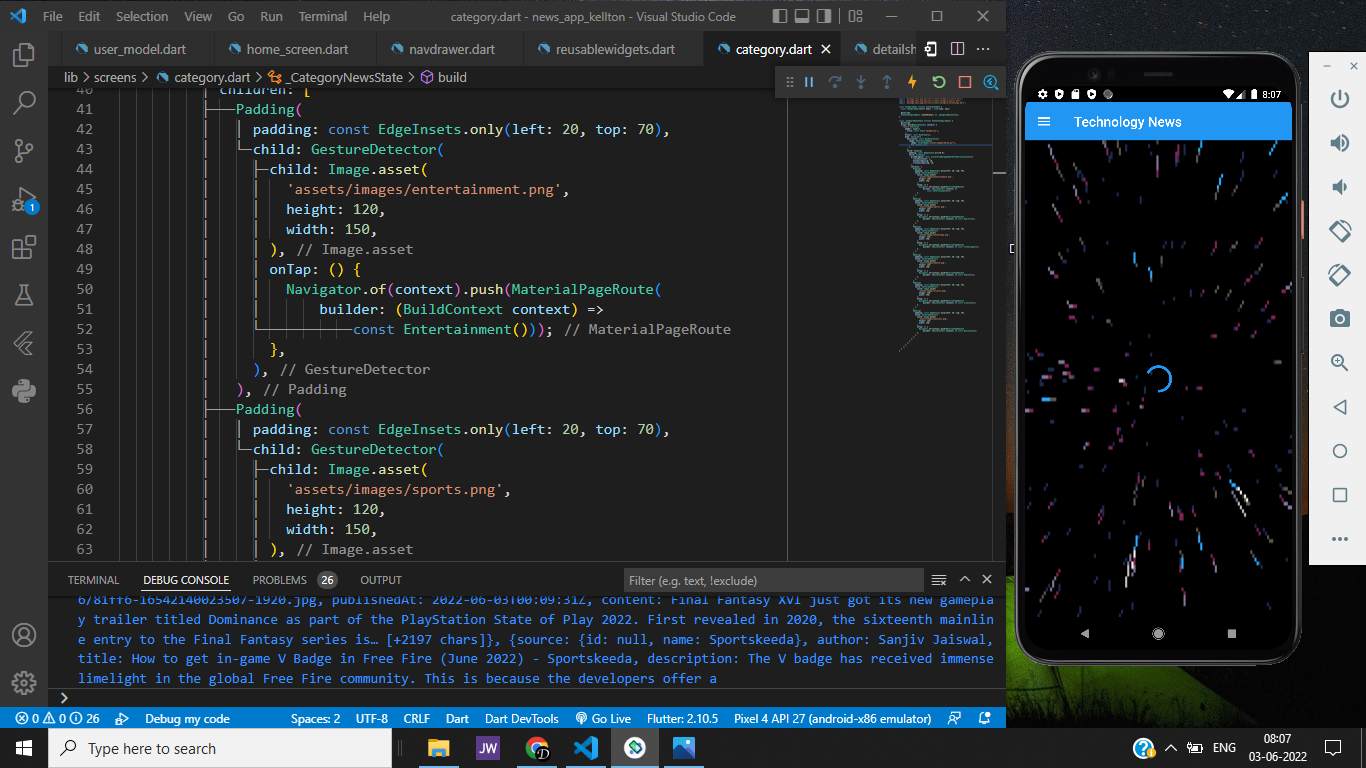 File Edit Selection View Go Run Terminal Help category.dart - news_app_kellton - Visual Studio Code
user_model.dart home_screen.dart navdrawer.dart reusablewidgets.dart category.dart detailsh
lib > screens > category.dart > _CategoryNewsState > build
40 children: [
41 Padding(
42 padding: const EdgeInsets.only(left: 20, top: 70),
43 child: GestureDetector(
44 child: Image.asset(
45 'assets/images/entertainment.png',
46 height: 120,
47 width: 150,
48 ), // Image.asset
49 onTap: () {
50 Navigator.of(context).push(MaterialPageRoute(
51 builder: (BuildContext context) =>
52 const Entertainment())); // MaterialPageRoute
53 },
54 ), // GestureDetector
55 ), // Padding
56 Padding(
57 padding: const EdgeInsets.only(left: 20, top: 70),
58 child: GestureDetector(
59 child: Image.asset(
60 'assets/images/sports.png',
61 height: 120,
62 width: 150,
63 ), // Image.asset
TERMINAL DEBUG CONSOLE PROBLEMS 26 OUTPUT Filter (e.g. text, !exclude)
6/81ff6-16542140023507-1920.jpg, publishedAt: 2022-06-03T00:09:31Z, content: Final Fantasy XVI just got its new gamepla
y trailer titled Dominance as part of the PlayStation State of Play 2022. First revealed in 2020, the sixteenth mainlin
e entry to the Final Fantasy series is… [+2197 chars]}, {source: {id: null, name: Sportskeeda}, author: Sanjiv Jaiswal,
title: How to get in-game V Badge in Free Fire (June 2022) - Sportskeeda, description: The V badge has received immense
limelight in the global Free Fire community. This is because the developers offer a
1
0 0 26 Debug my code Spaces: 2 UTF-8 CRLF Dart Dart DevTools Go Live Flutter: 2.10.5 Pixel 4 API 27 (android-x86 emulator)
8:07
Technology News
Type here to search
JW
ENG
08:07
03-06-2022